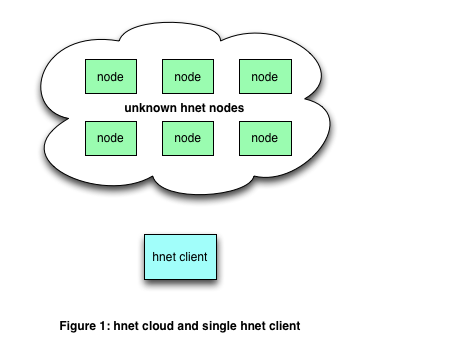 node node node
unknown hnet nodes
node node node
hnet client
Figure 1: hnet cloud and single hnet client